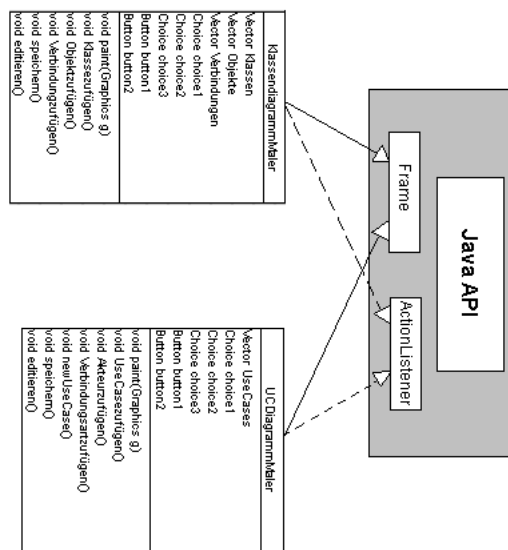 Java API
Frame
ActionListener
KlassendiagrammMaler
Vector Klassen
Vector Objekte
Vector Verbindungen
Choice choice1
Choice choice2
Choice choice3
Button button1
Button button2
void paint(Graphics g)
void Klassezufügen()
void Objektzufügen()
void Verbindungzufügen()
void speichern()
void editieren()
UCDiagrammMaler
Vector UseCases
Choice choice1
Choice choice2
Choice choice3
Button button1
Button button2
void paint(Graphics g)
void UseCasezufügen()
void Akteurzufügen()
void Verbindungsartzufügen()
void newUseCase()
void speichern()
void editieren()